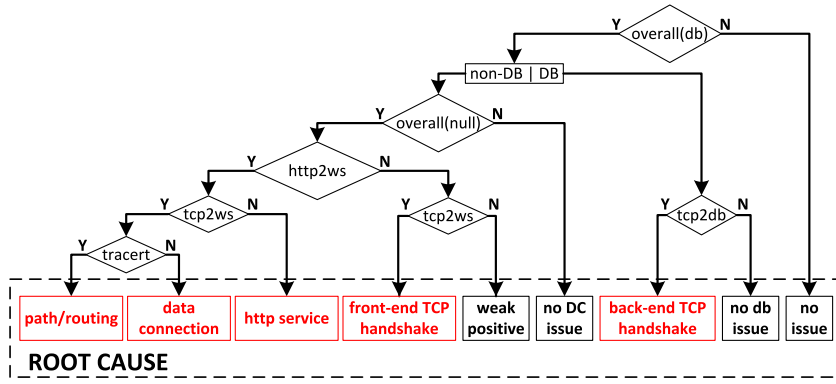 Y overall(db) N
non-DB | DB
Y overall(null) N
Y http2ws N
Y tcp2ws N
Y tcp2ws N
Y tcp2db N
Y tracert N
path/routing
data
connection
http service
front-end TCP
handshake
weak
positive
no DC
issue
back-end TCP
handshake
no db
issue
no
issue
ROOT CAUSE